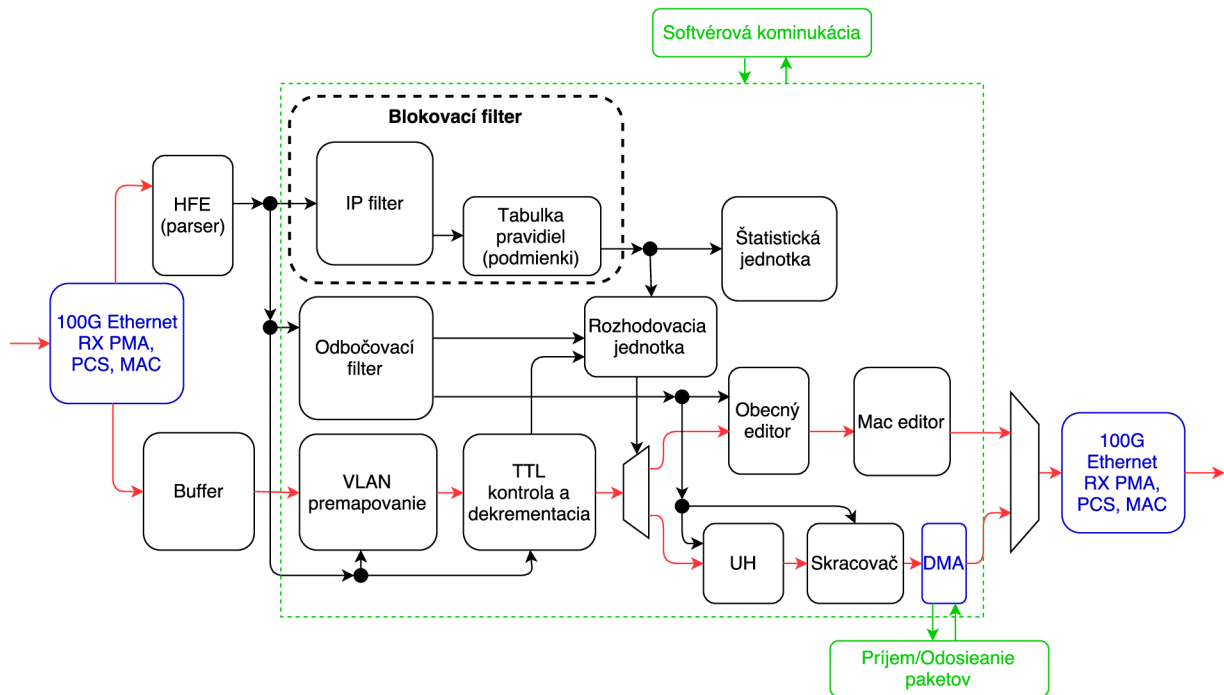 Softvérová kominukácia
Blokovací filter
HFE
(parser)
IP filter
Tabulka
pravidiel
(podmienki)
Štatistická
jednotka
100G Ethernet
RX PMA,
PCS, MAC
Odbočovací
filter
Rozhodovacia
jednotka
Obecný
editor
Mac editor
100G
Ethernet
RX PMA,
PCS, MAC
Buffer
VLAN
premapovanie
TTL
kontrola a
dekrementacia
UH
Skracovač
DMA
Príjem/Odosieanie
paketov